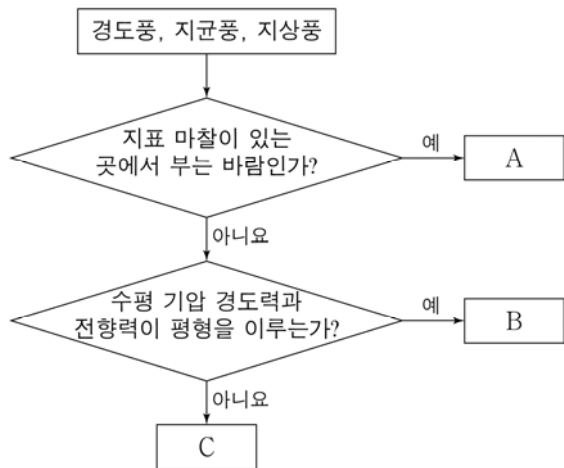 경도풍, 지균풍, 지상풍
지표 마찰이 있는
곳에서 부는 바람인가?
예
A
아니요
수평 기압 경도력과
전향력이 평형을 이루는가?
예
B
아니요
C